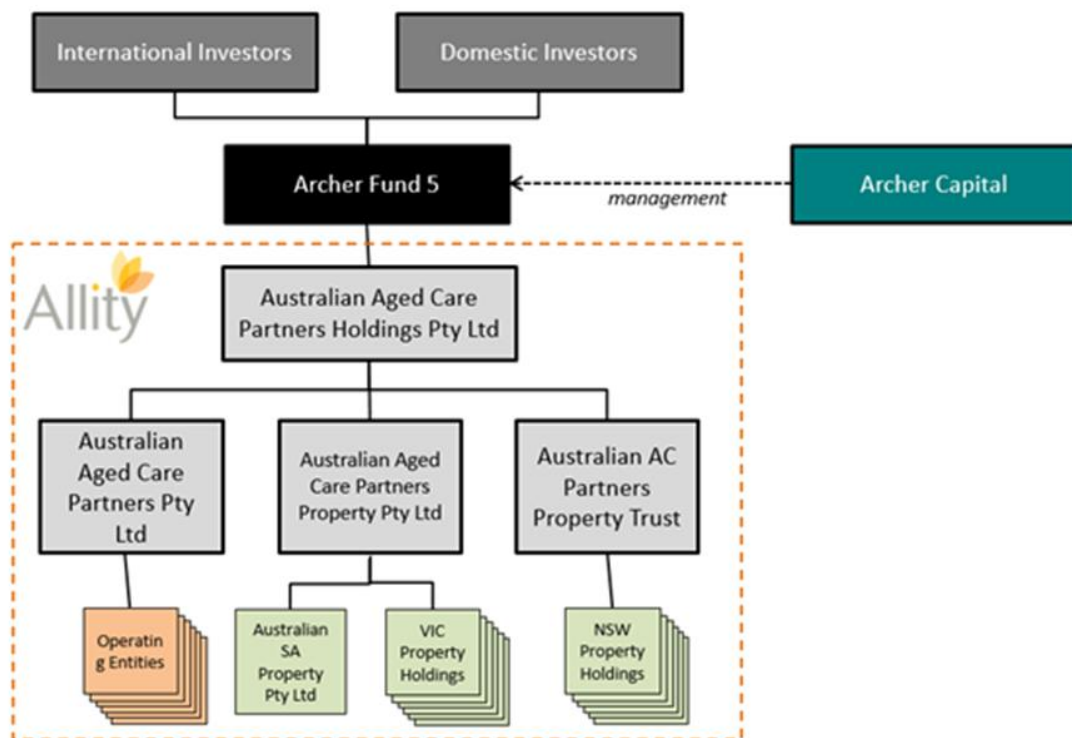 International Investors
Domestic Investors
Archer Fund 5
management
Archer Capital
Allity
Australian Aged Care
Partners Holdings Pty Ltd
Australian
Aged Care
Partners Pty
Ltd
Australian Aged
Care Partners
Property Pty Ltd
Australian AC
Partners
Property Trust
Operatin
g Entities
Australian
SA
Property
Pty Ltd
VIC
Property
Holdings
NSW
Property
Holdings